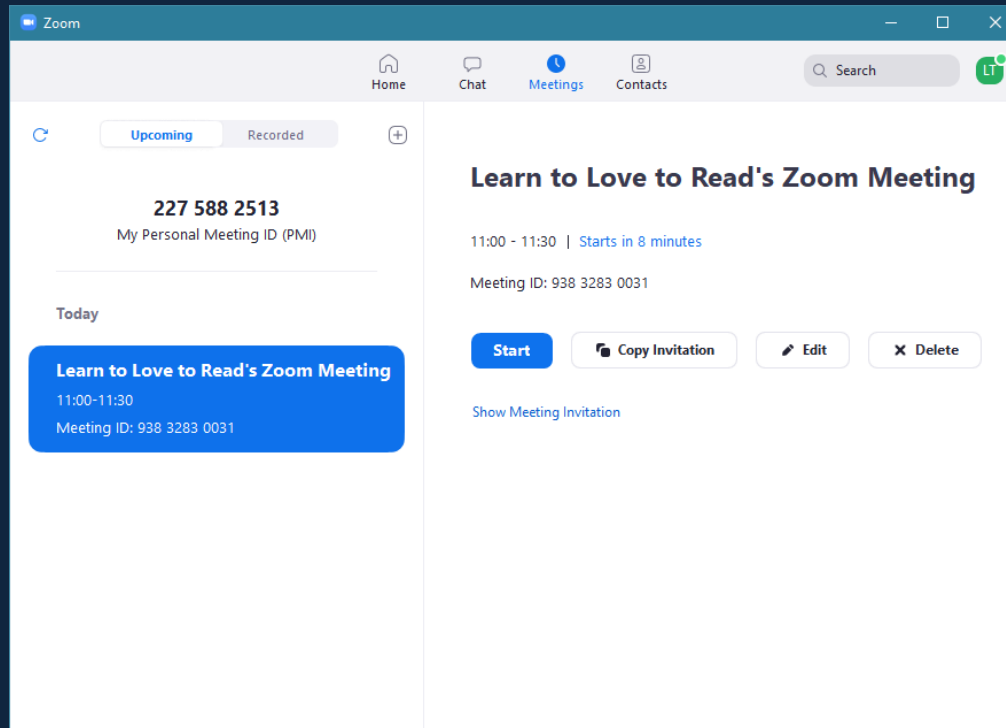 Zoom
Home Chat Meetings Contacts Search LT
Upcoming Recorded
227 588 2513
My Personal Meeting ID (PMI)
Today
Learn to Love to Read's Zoom Meeting
11:00-11:30
Meeting ID: 938 3283 0031
Learn to Love to Read's Zoom Meeting
11:00 - 11:30 | Starts in 8 minutes
Meeting ID: 938 3283 0031
Start Copy Invitation Edit Delete
Show Meeting Invitation